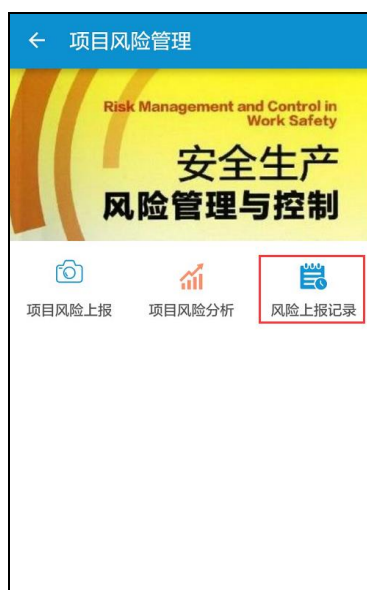 项目风险管理
Risk Management and Control in
Work Safety
安全生产
风险管理与控制
项目风险上报
项目风险分析
风险上报记录